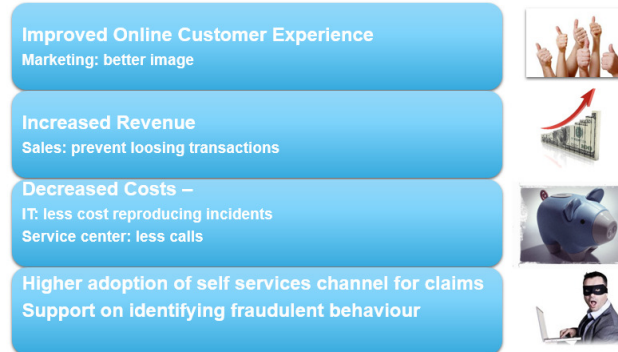 Improved Online Customer Experience
Marketing: better image
Increased Revenue
Sales: prevent loosing transactions
Decreased Costs –
IT: less cost reproducing incidents
Service center: less calls
Higher adoption of self services channel for claims
Support on identifying fraudulent behaviour